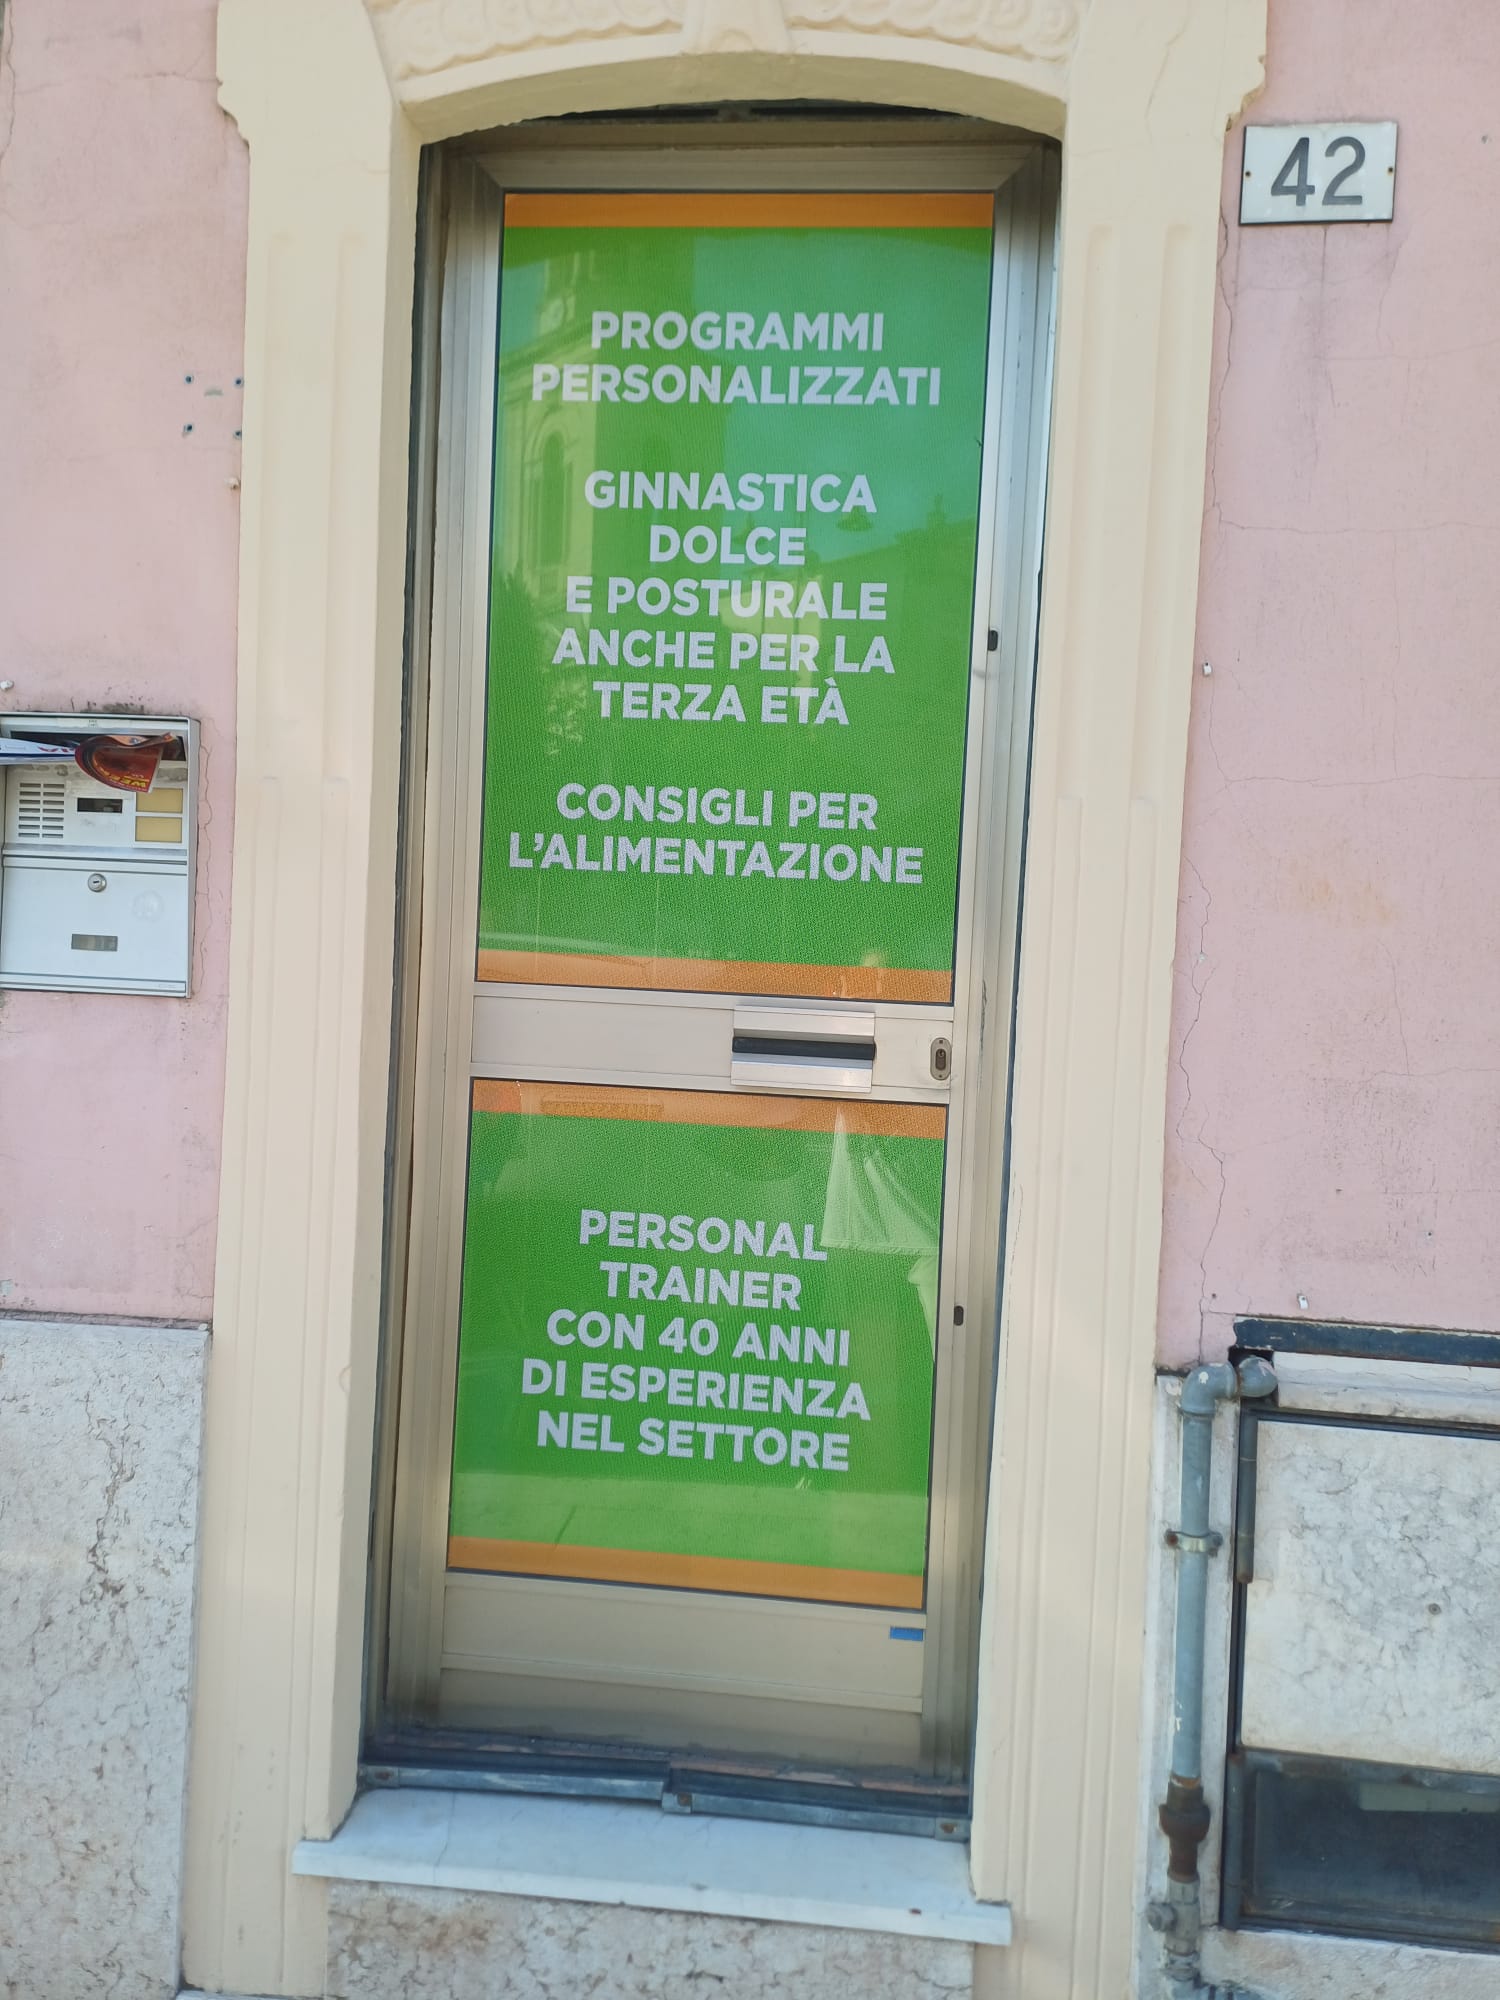 42
PROGRAMMI
PERSONALIZZATI
GINNASTICA
DOLCE
E POSTURALE
ANCHE PER LA
TERZA ETÀ
CONSIGLI PER
L'ALIMENTAZIONE
PERSONAL
TRAINER
CON 40 ANNI
DI ESPERIENZA
NEL SETTORE